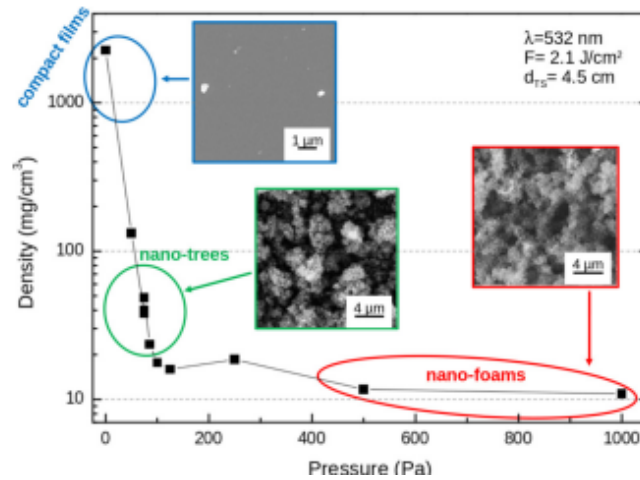 compact films
λ=532 nm
F= 2.1 J/cm²
d_TS= 4.5 cm
1000
1 µm
Density (mg/cm³)
nano-trees
100
4 µm
4 µm
nano-foams
10
0 200 400 600 800 1000
Pressure (Pa)